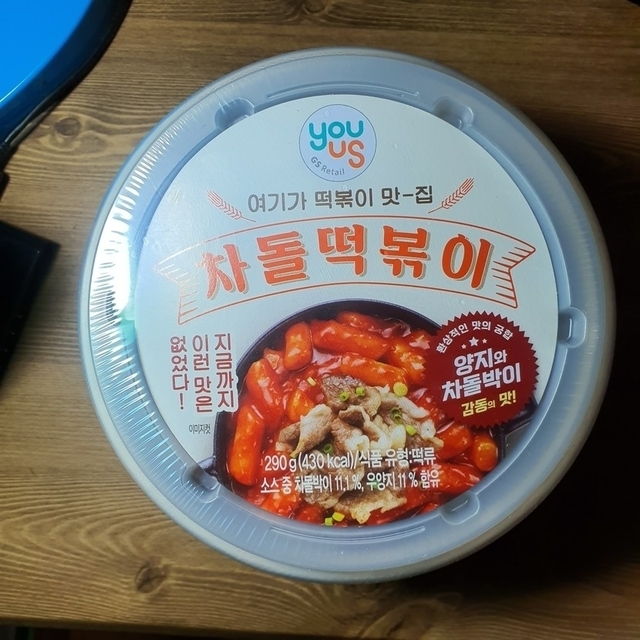 you
us
GS Retail
여기가 떡볶이 맛-집
차돌떡볶이
지금까지
이런 맛은
없었다!
이미지컷
환상적인 맛의 궁합
양지와
차돌박이
감동의 맛!
290 g (430 kcal)/식품 유형:떡류
소스 중 차돌박이 11.1 %, 우양지 11 % 함유